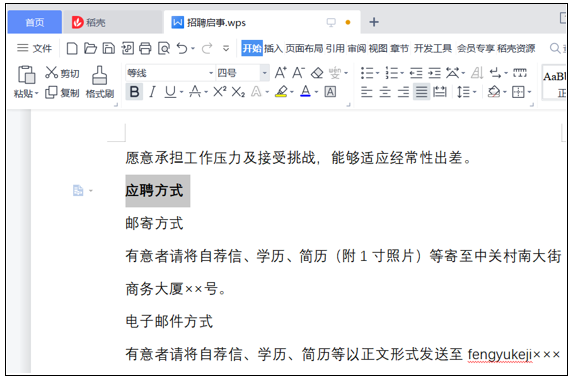 首页 稻壳 招聘启事.wps
文件 开始 插入 页面布局 引用 审阅 视图 章节 开发工具 会员专享 稻壳资源
剪切 等线 四号 A⁺ A⁻ AaBb
粘贴 复制 格式刷 B I U A X² X₂ A A A 正
愿意承担工作压力及接受挑战，能够适应经常性出差。
应聘方式
邮寄方式
有意者请将自荐信、学历、简历（附 1 寸照片）等寄至中关村南大街
商务大厦××号。
电子邮件方式
有意者请将自荐信、学历、简历等以正文形式发送至 fengyukeji×××